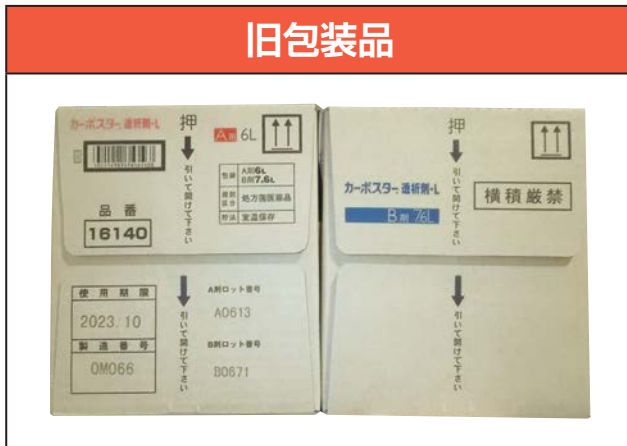 旧包装品
カーボスター透析剤・L
押
A剤 6L
引いて開けて下さい
包装 A剤6L B剤7.6L
規制区分 処方箋医薬品
貯法 室温保存
品番
16140
使用期限
2023.10
製造番号
0M066
引いて開けて下さい
A剤ロット番号
A0613
B剤ロット番号
B0671
押
引いて開けて下さい
カーボスター透析剤・L
B剤 7.6L
横積厳禁
引いて開けて下さい